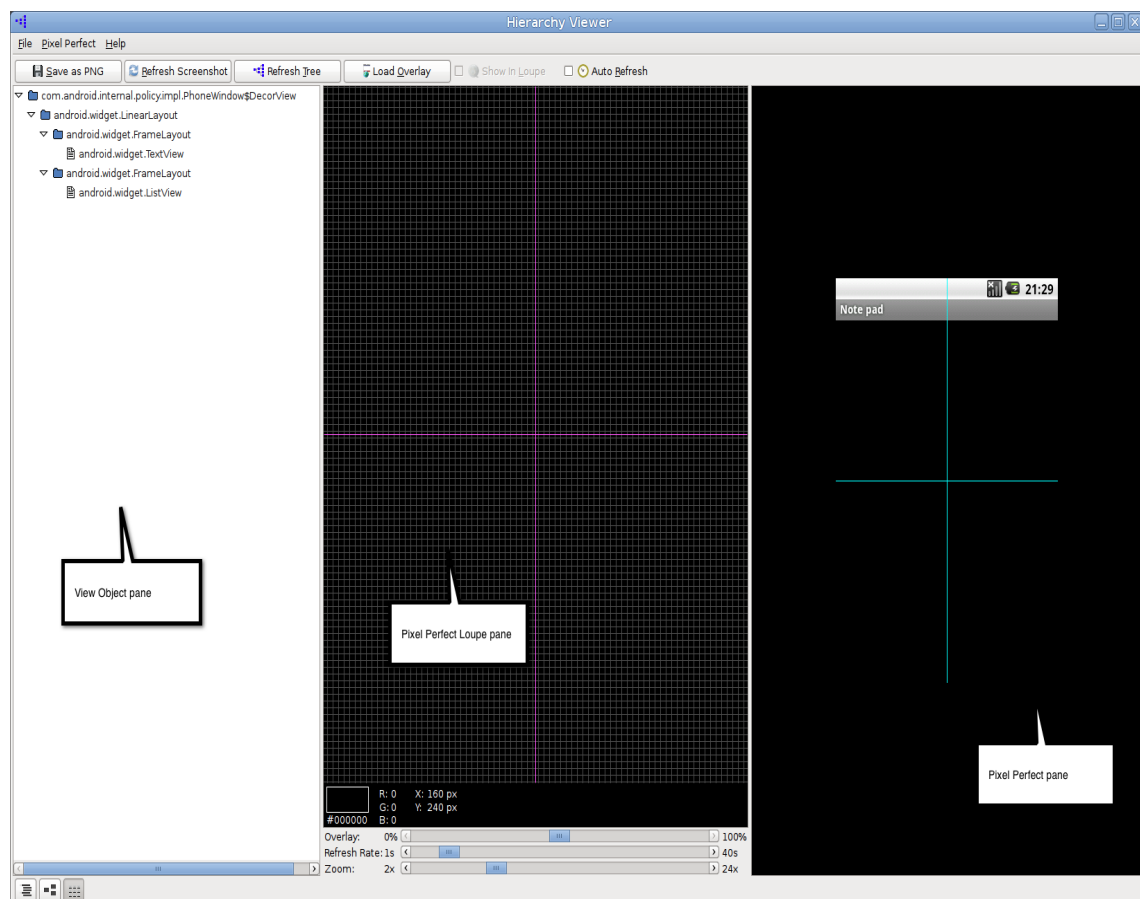 Hierarchy Viewer
File Pixel Perfect Help
Save as PNG Refresh Screenshot Refresh Tree Load Overlay Show In Loupe Auto Refresh
com.android.internal.policy.impl.PhoneWindow$DecorView
android.widget.LinearLayout
android.widget.FrameLayout
android.widget.TextView
android.widget.FrameLayout
android.widget.ListView
View Object pane
Pixel Perfect Loupe pane
R: 0 X: 160 px
G: 0 Y: 240 px
#000000 B: 0
Overlay: 0% 100%
Refresh Rate: 1s 40s
Zoom: 2x 24x
21:29
Note pad
Pixel Perfect pane